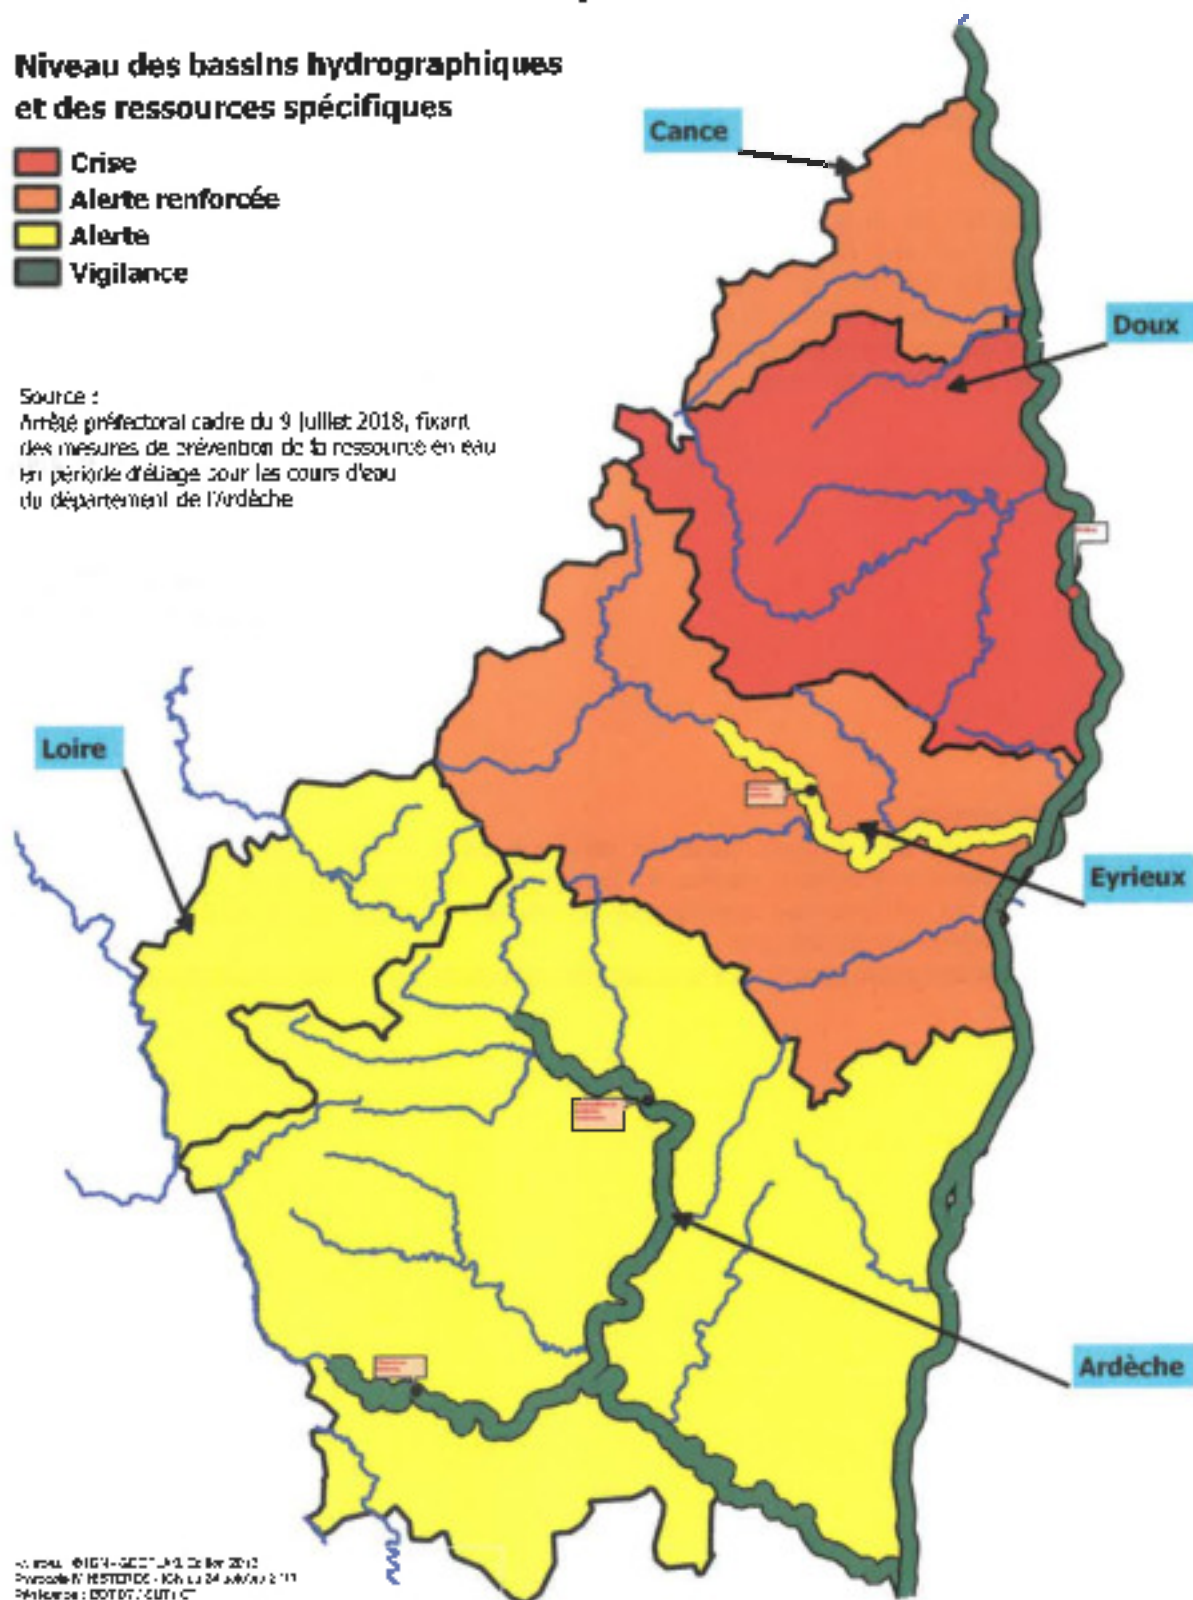 Niveau des bassins hydrographiques
et des ressources spécifiques
Crise
Alerte renforcée
Alerte
Vigilance
Source :
Arrêté préfectoral cadre du 9 juillet 2018, fixant
des mesures de prévention de la ressource en eau
en période d'étiage pour les cours d'eau
du département de l'Ardèche
Cance
Doux
Loire
Eyrieux
Ardèche